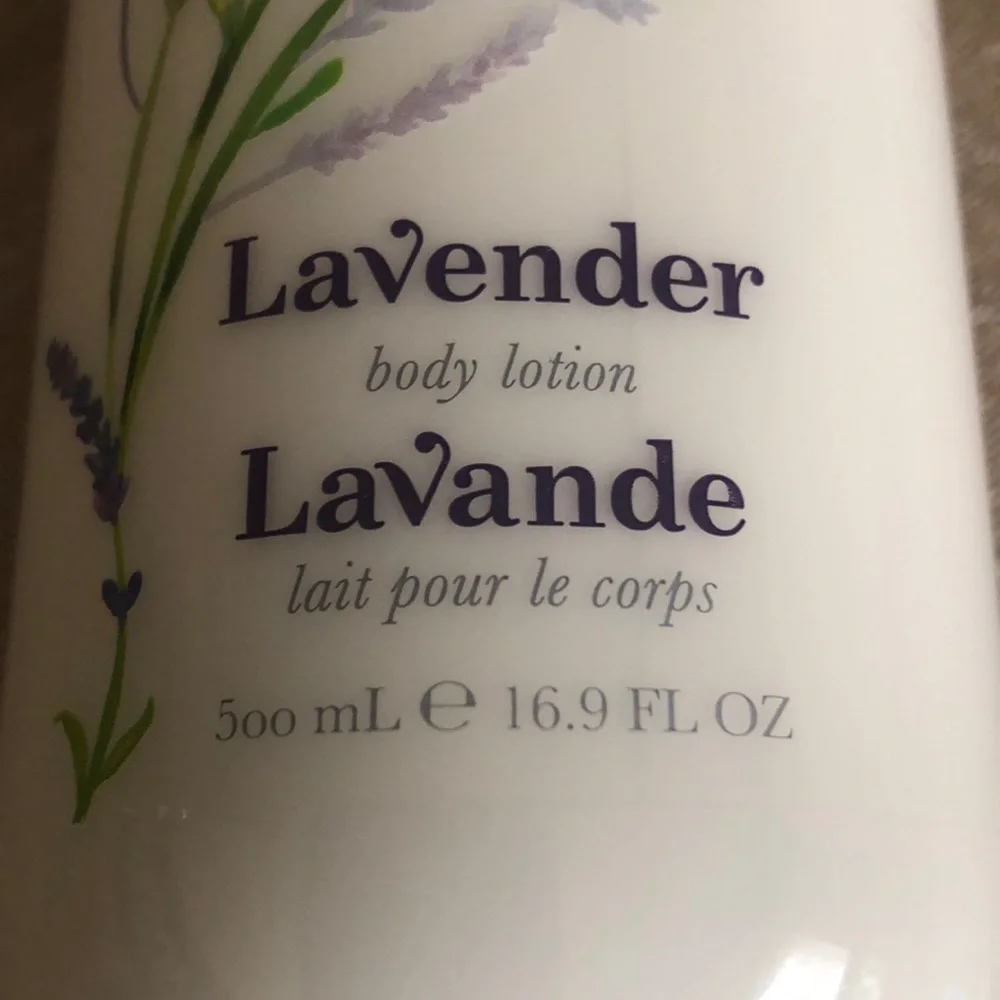 Lavender
body lotion
Lavande
lait pour le corps
500 mL ℮ 16.9 FL OZ